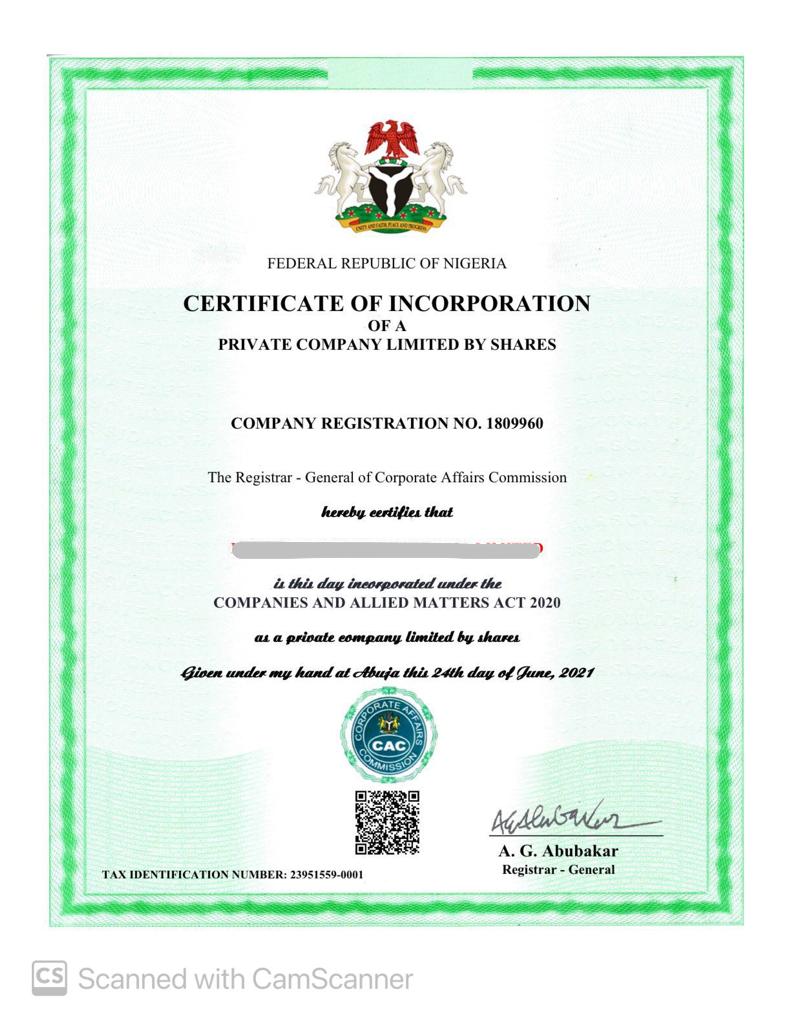 UNITY AND FAITH, PEACE AND PROGRESS
FEDERAL REPUBLIC OF NIGERIA
CERTIFICATE OF INCORPORATION
OF A
PRIVATE COMPANY LIMITED BY SHARES
COMPANY REGISTRATION NO. 1809960
The Registrar - General of Corporate Affairs Commission
hereby certifies that
is this day incorporated under the
COMPANIES AND ALLIED MATTERS ACT 2020
as a private company limited by shares
Given under my hand at Abuja this 24th day of June, 2021
CORPORATE AFFAIRS
CAC
COMMISSION
A. G. Abubakar
Registrar - General
TAX IDENTIFICATION NUMBER: 23951559-0001
CS Scanned with CamScanner